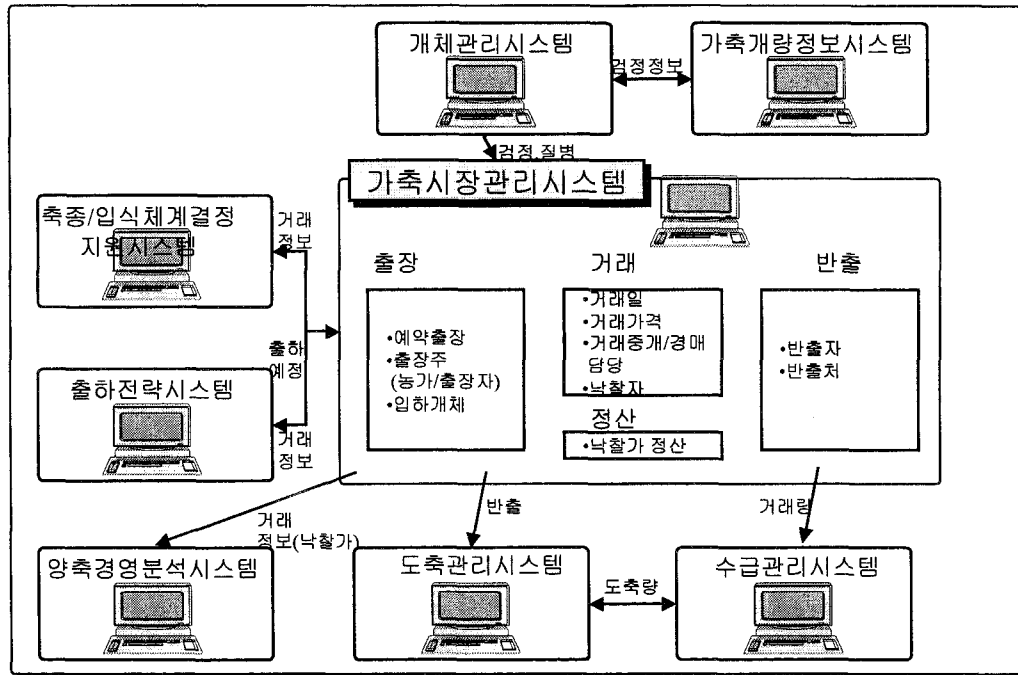 개체관리시스템
가축개량정보시스템
검정정보
검정,질병
가축시장관리시스템
축종/입식체계결정
지원시스템
거래
정보
출하
예정
출하전략시스템
거래
정보
출장
•예약출장
•출장주
(농가/출장자)
•입하개체
거래
•거래일
•거래가격
•거래중개/경매
담당
•낙찰자
정산
•낙찰가 정산
반출
•반출자
•반출처
거래
정보(낙찰가)
반출
거래량
양축경영분석시스템
도축관리시스템
도축량
수급관리시스템